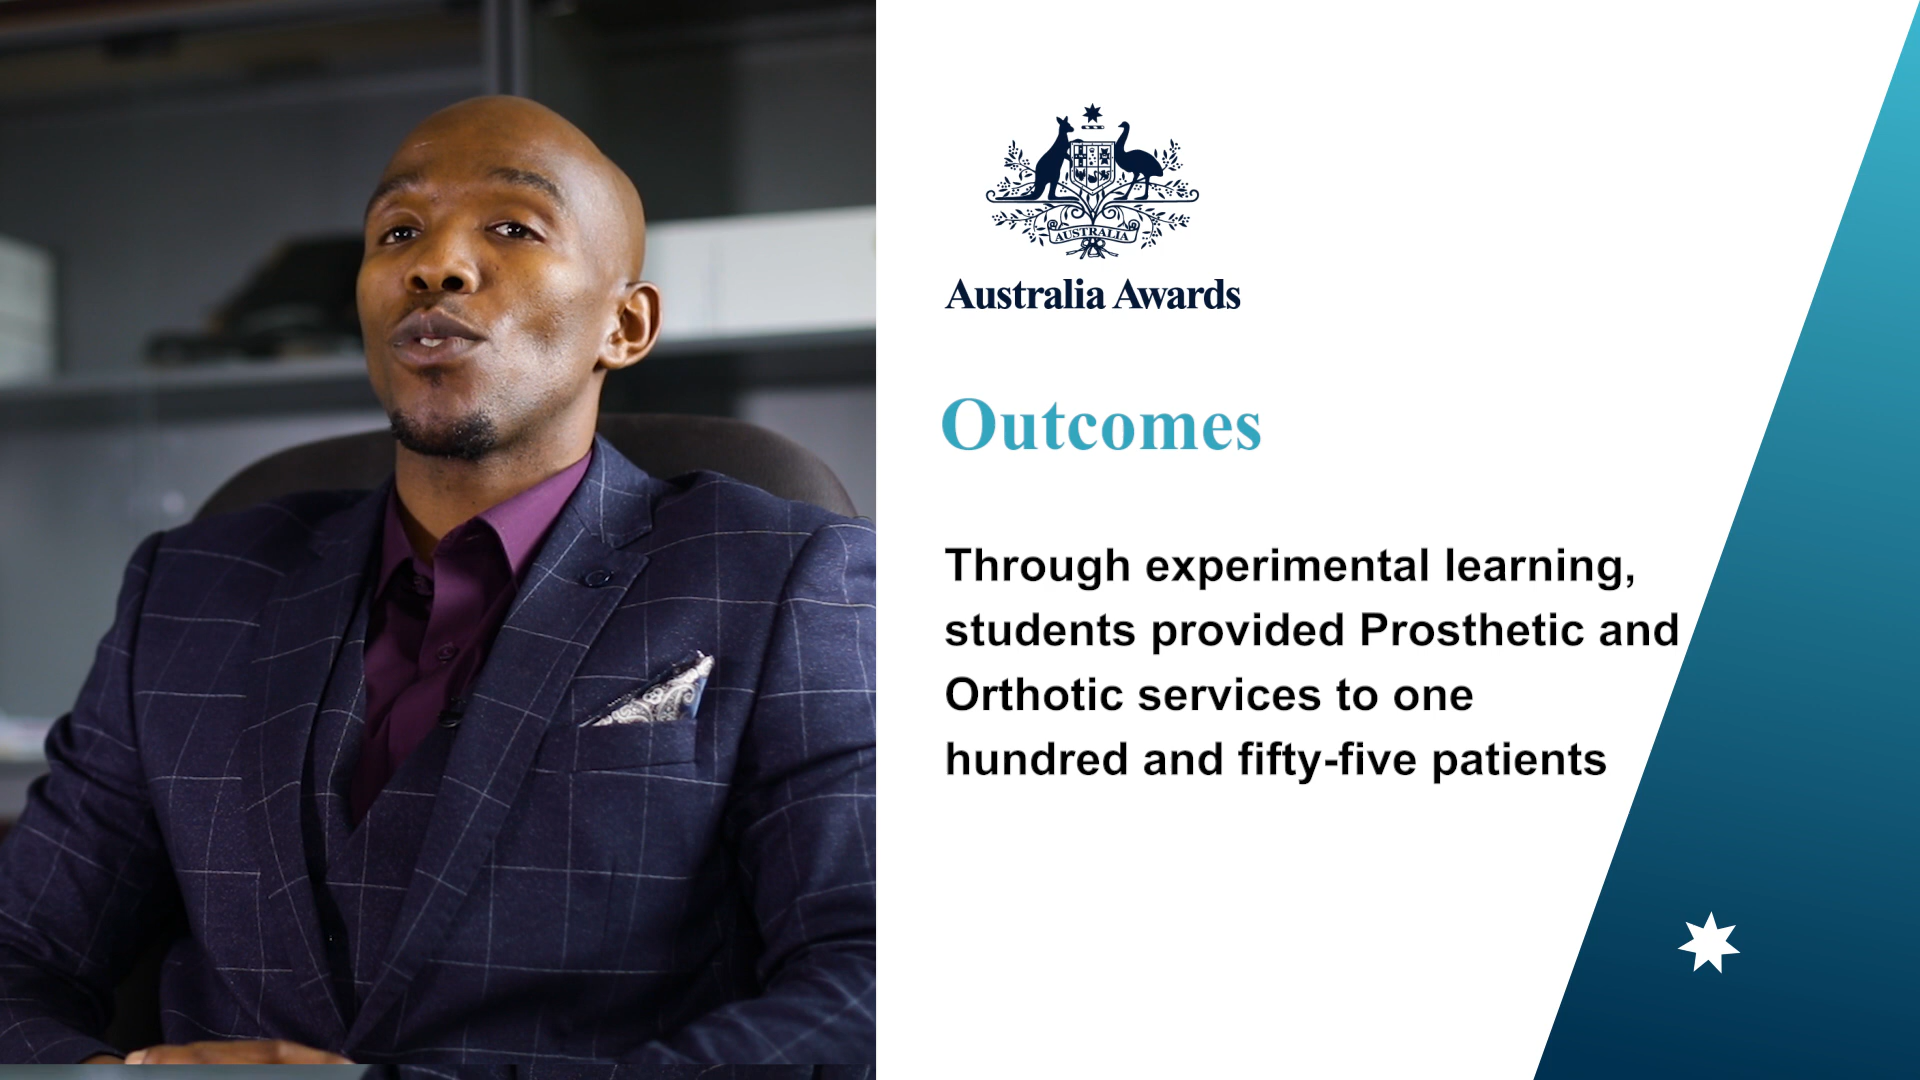 AUSTRALIA
Australia Awards
Outcomes
Through experimental learning,
students provided Prosthetic and
Orthotic services to one
hundred and fifty-five patients